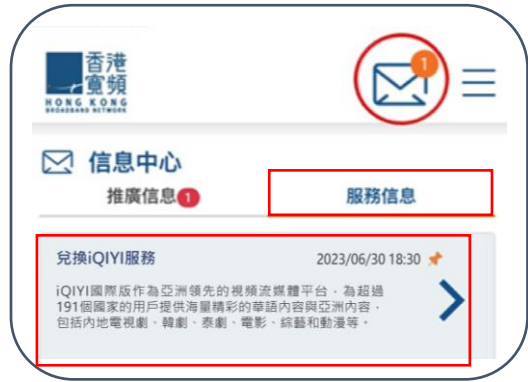 香港
寬頻
HONG KONG
BROADBAND NETWORK
1
信息中心
推廣信息 1
服務信息
兌換iQIYI服務
2023/06/30 18:30
iQIYI國際版作為亞洲領先的視頻流媒體平台，為超過
191個國家的用戶提供海量精彩的華語內容與亞洲內容，
包括內地電視劇、韓劇、泰劇、電影、綜藝和動漫等。